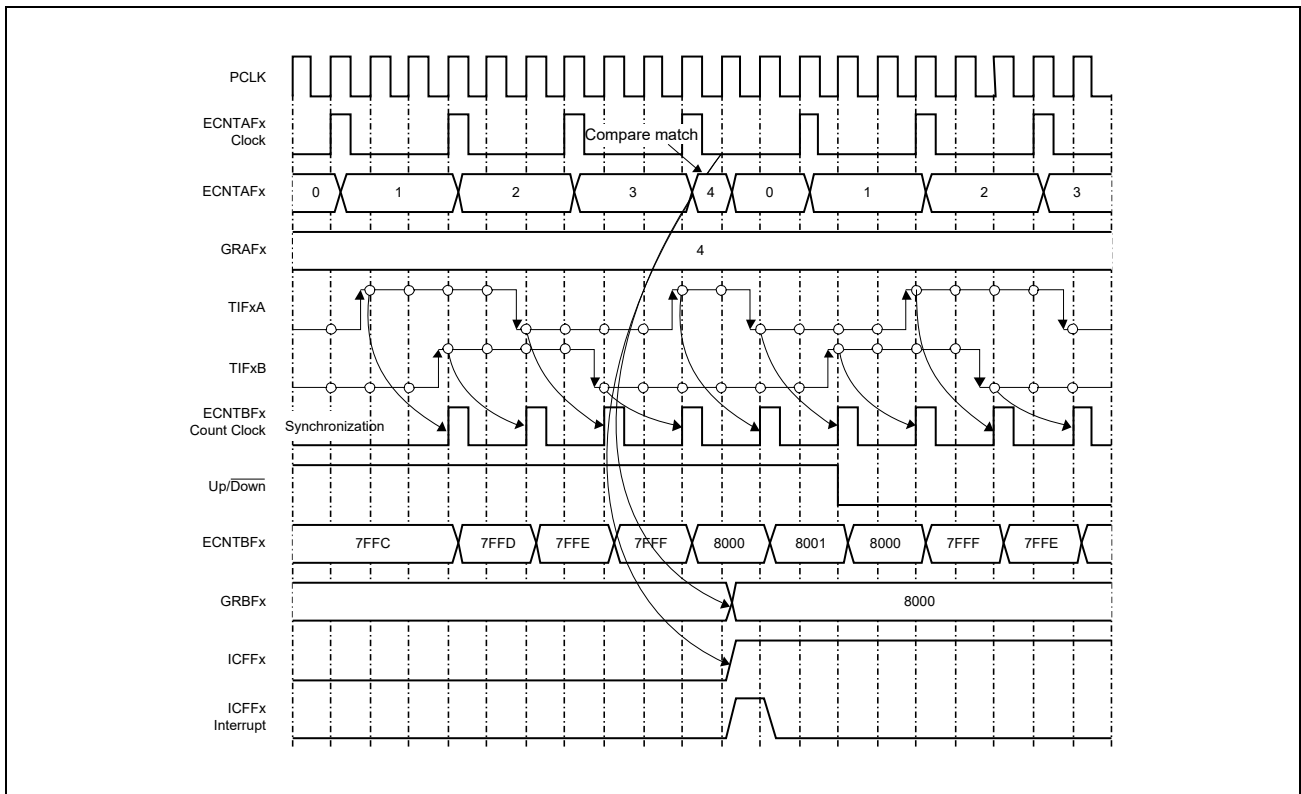 PCLK
ECNTAFx
Clock
Compare match
ECNTAFx 0 1 2 3 4 0 1 2 3
GRAFx 4
TIFxA
TIFxB
ECNTBFx
Count Clock
Synchronization
Up/Down
ECNTBFx 7FFC 7FFD 7FFE 7FFF 8000 8001 8000 7FFF 7FFE
GRBFx 8000
ICFFx
ICFFx
Interrupt